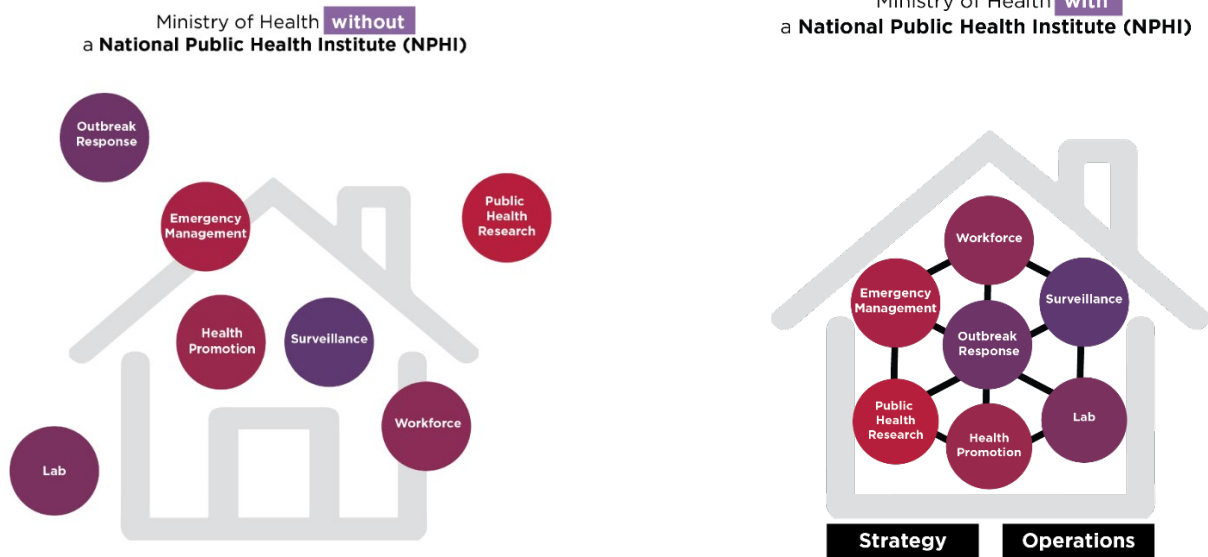 Ministry of Health without
a National Public Health Institute (NPHI)
Outbreak
Response
Emergency
Management
Public
Health
Research
Health
Promotion
Surveillance
Workforce
Lab
Ministry of Health with
a National Public Health Institute (NPHI)
Workforce
Emergency
Management
Surveillance
Outbreak
Response
Public
Health
Research
Health
Promotion
Lab
Strategy
Operations